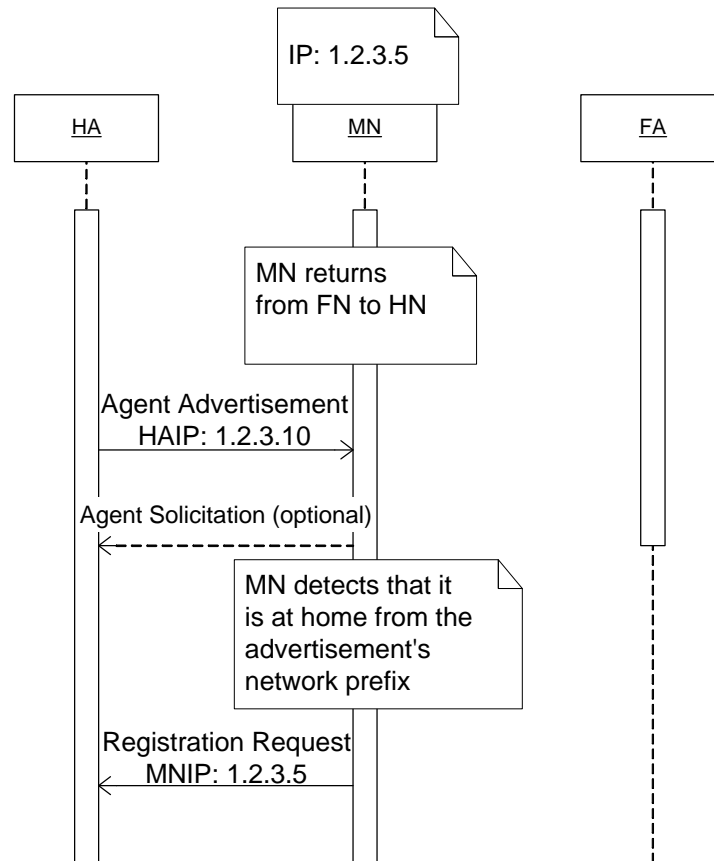 IP: 1.2.3.5
HA
MN
FA
MN returns
from FN to HN
Agent Advertisement
HAIP: 1.2.3.10
Agent Solicitation (optional)
MN detects that it
is at home from the
advertisement's
network prefix
Registration Request
MNIP: 1.2.3.5